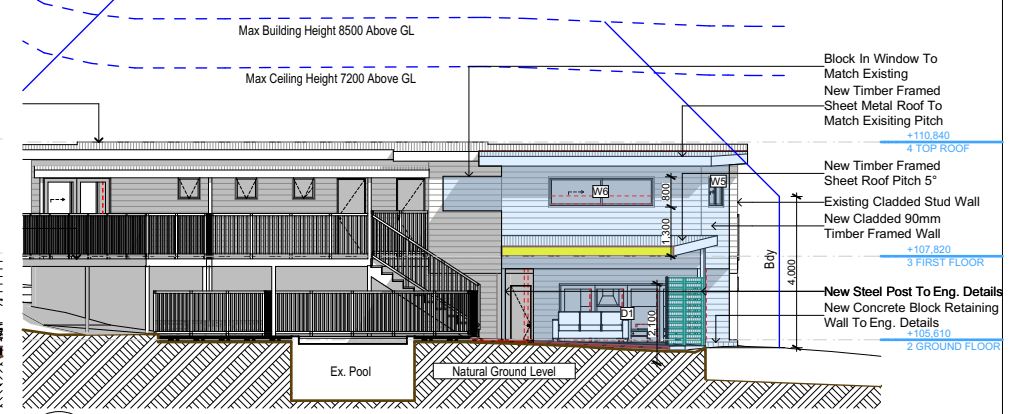 Max Building Height 8500 Above GL
Max Ceiling Height 7200 Above GL
Block In Window To
Match Existing
New Timber Framed
Sheet Metal Roof To
Match Exisiting Pitch
+110,840
4 TOP ROOF
New Timber Framed
Sheet Roof Pitch 5°
Existing Cladded Stud Wall
New Cladded 90mm
Timber Framed Wall
+107,820
3 FIRST FLOOR
New Steel Post To Eng. Details
New Concrete Block Retaining
Wall To Eng. Details
+105,610
2 GROUND FLOOR
W6
W5
800
1,300
Bdy
4,000
D1
2,100
Ex. Pool
Natural Ground Level